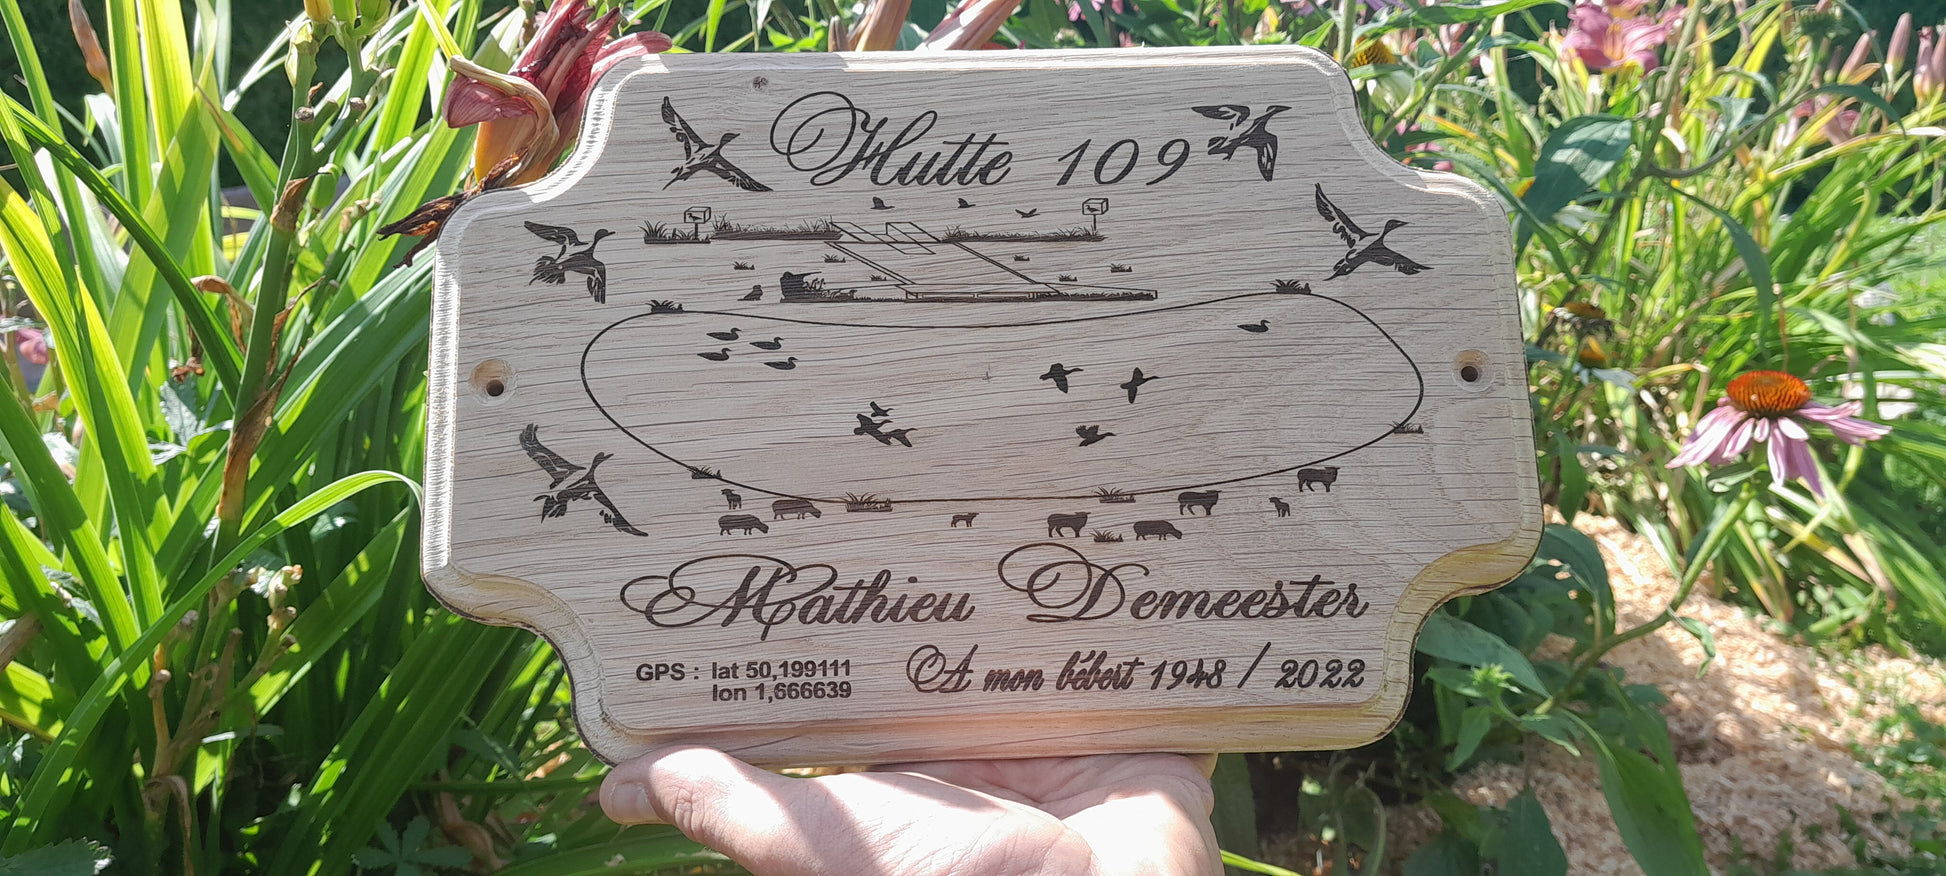 Hutte 109
Mathieu Demeester
GPS : lat 50,199111
lon 1,666639
A mon bébert 1948 / 2022